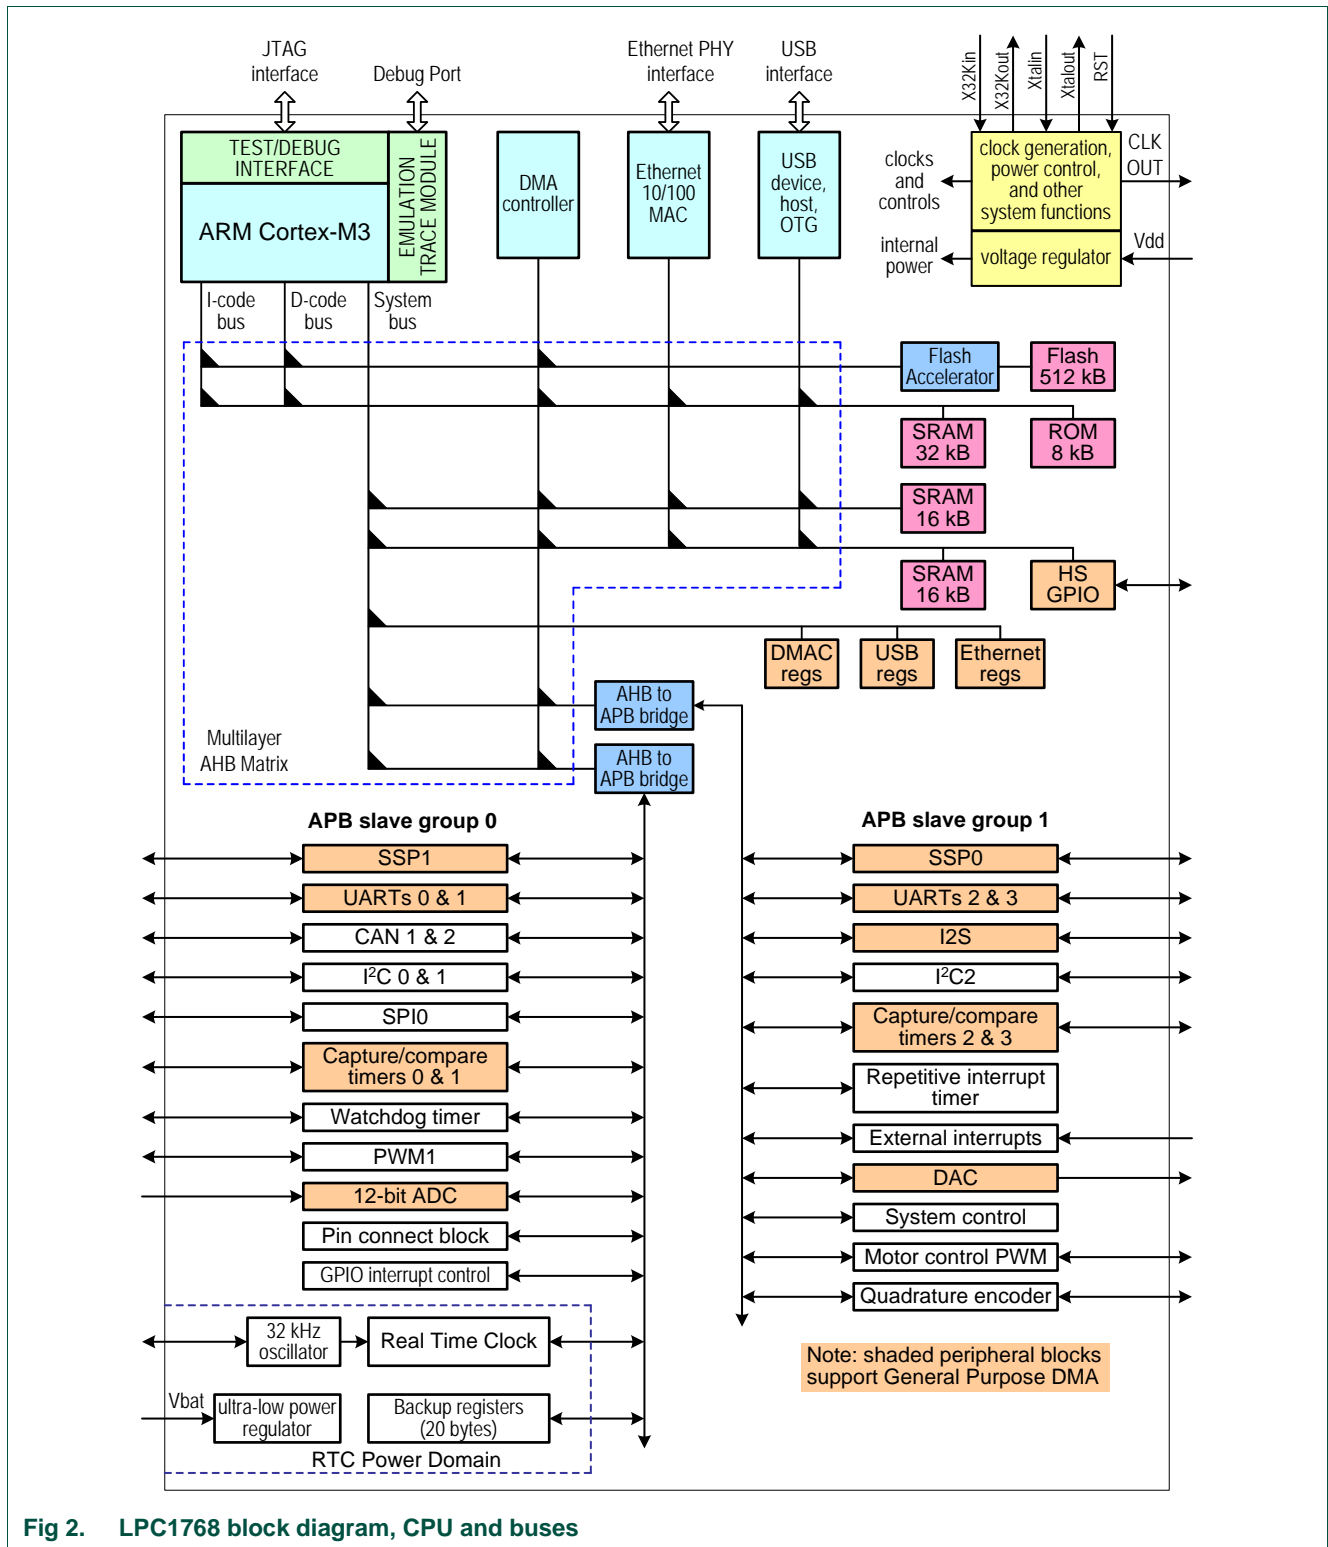 JTAG
interface
Debug Port
Ethernet PHY
interface
USB
interface
X32Kin
X32Kout
Xtalin
Xtalout
RST
TEST/DEBUG
INTERFACE
ARM Cortex-M3
EMULATION
TRACE MODULE
DMA
controller
Ethernet
10/100
MAC
USB
device,
host,
OTG
clocks
and
controls
clock generation,
power control,
and other
system functions
CLK
OUT
internal
power
voltage regulator
Vdd
I-code
bus
D-code
bus
System
bus
Flash
Accelerator
Flash
512 kB
SRAM
32 kB
ROM
8 kB
SRAM
16 kB
SRAM
16 kB
HS
GPIO
DMAC
regs
USB
regs
Ethernet
regs
AHB to
APB bridge
Multilayer
AHB Matrix
AHB to
APB bridge
APB slave group 0
SSP1
UARTs 0 & 1
CAN 1 & 2
I²C 0 & 1
SPI0
Capture/compare
timers 0 & 1
Watchdog timer
PWM1
12-bit ADC
Pin connect block
GPIO interrupt control
32 kHz
oscillator
Real Time Clock
Vbat
ultra-low power
regulator
Backup registers
(20 bytes)
RTC Power Domain
APB slave group 1
SSP0
UARTs 2 & 3
I2S
I²C2
Capture/compare
timers 2 & 3
Repetitive interrupt
timer
External interrupts
DAC
System control
Motor control PWM
Quadrature encoder
Note: shaded peripheral blocks
support General Purpose DMA
Fig 2. LPC1768 block diagram, CPU and buses